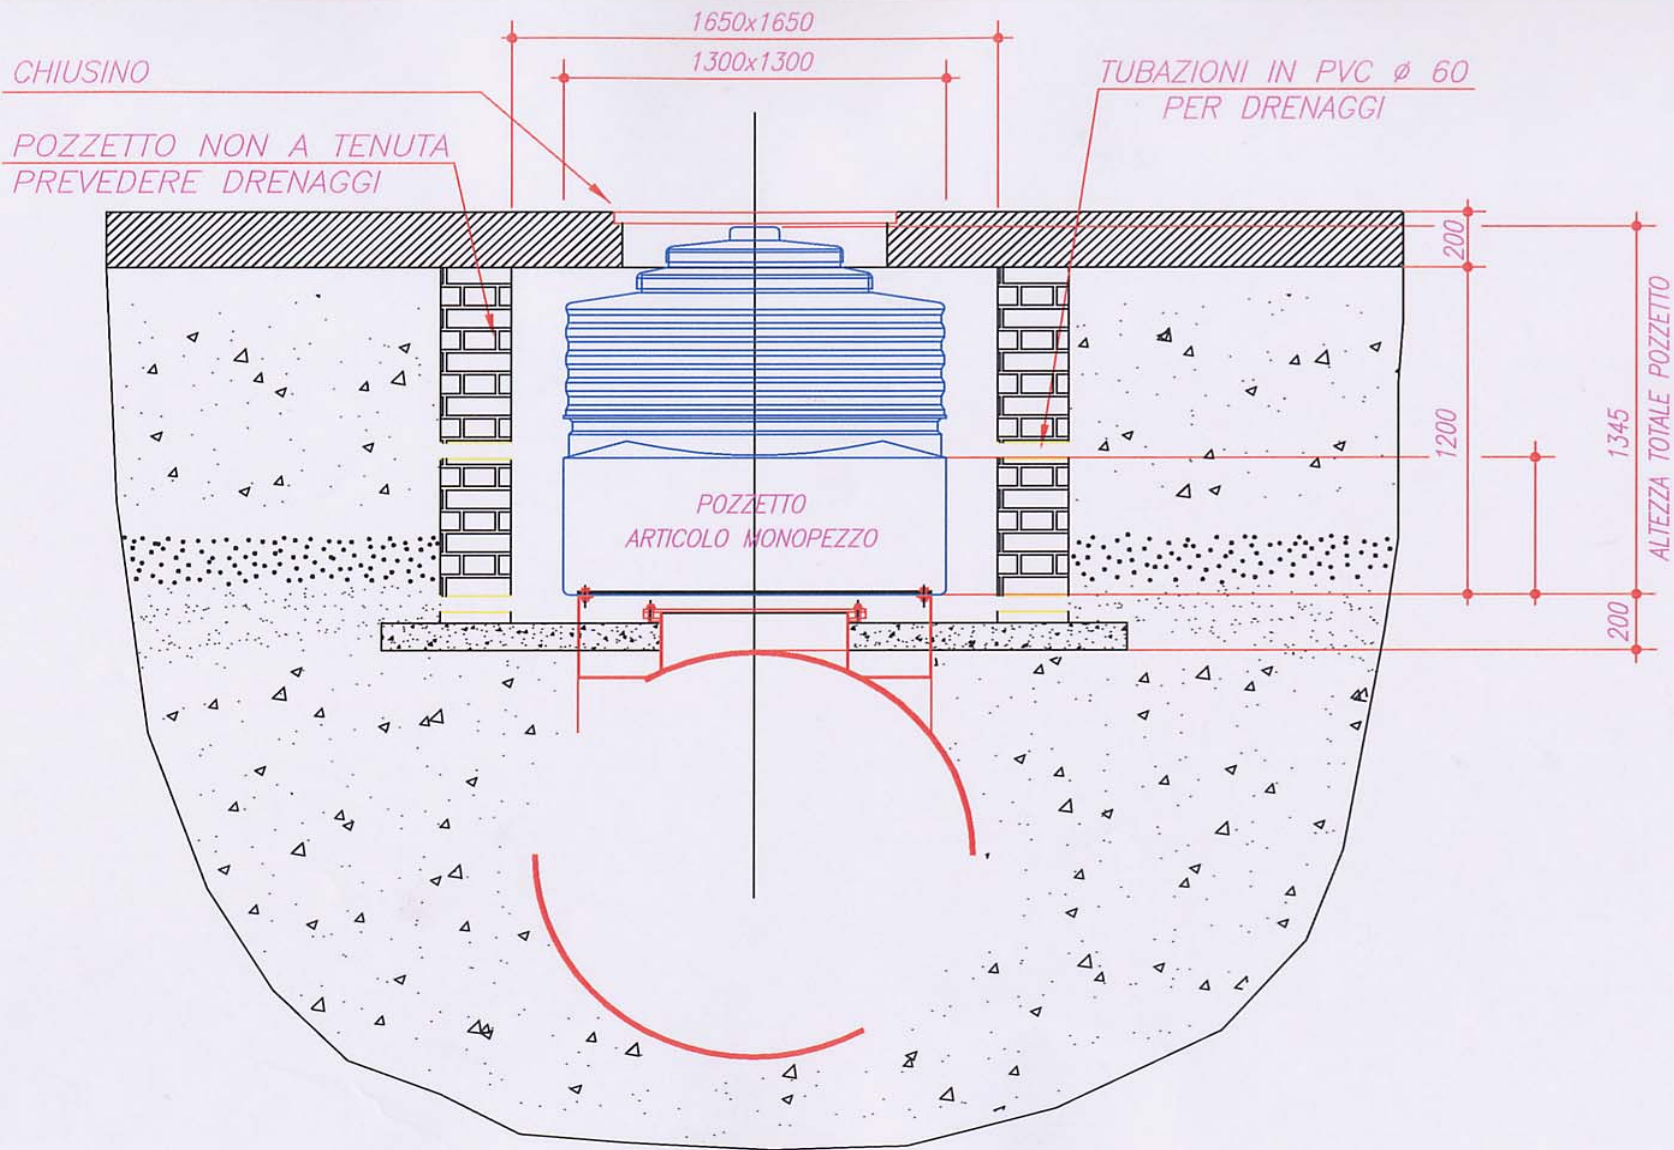 1650x1650
1300x1300
CHIUSINO
TUBAZIONI IN PVC ø 60
PER DRENAGGI
POZZETTO NON A TENUTA
PREVEDERE DRENAGGI
200
1200
1345
ALTEZZA TOTALE POZZETTO
POZZETTO
ARTICOLO MONOPEZZO
200